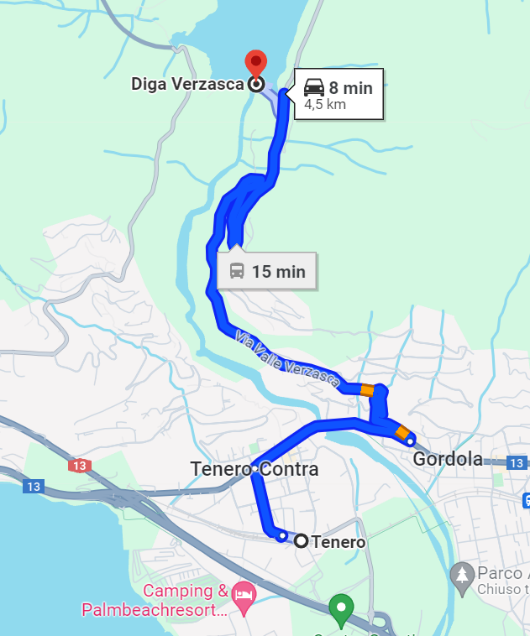 Diga Verzasca
8 min
4,5 km
15 min
Via Valle Verzasca
13
13
Tenero-Contra
Gordola
13
Tenero
Camping &
Palmbeachresort...
Parco
Chiuso